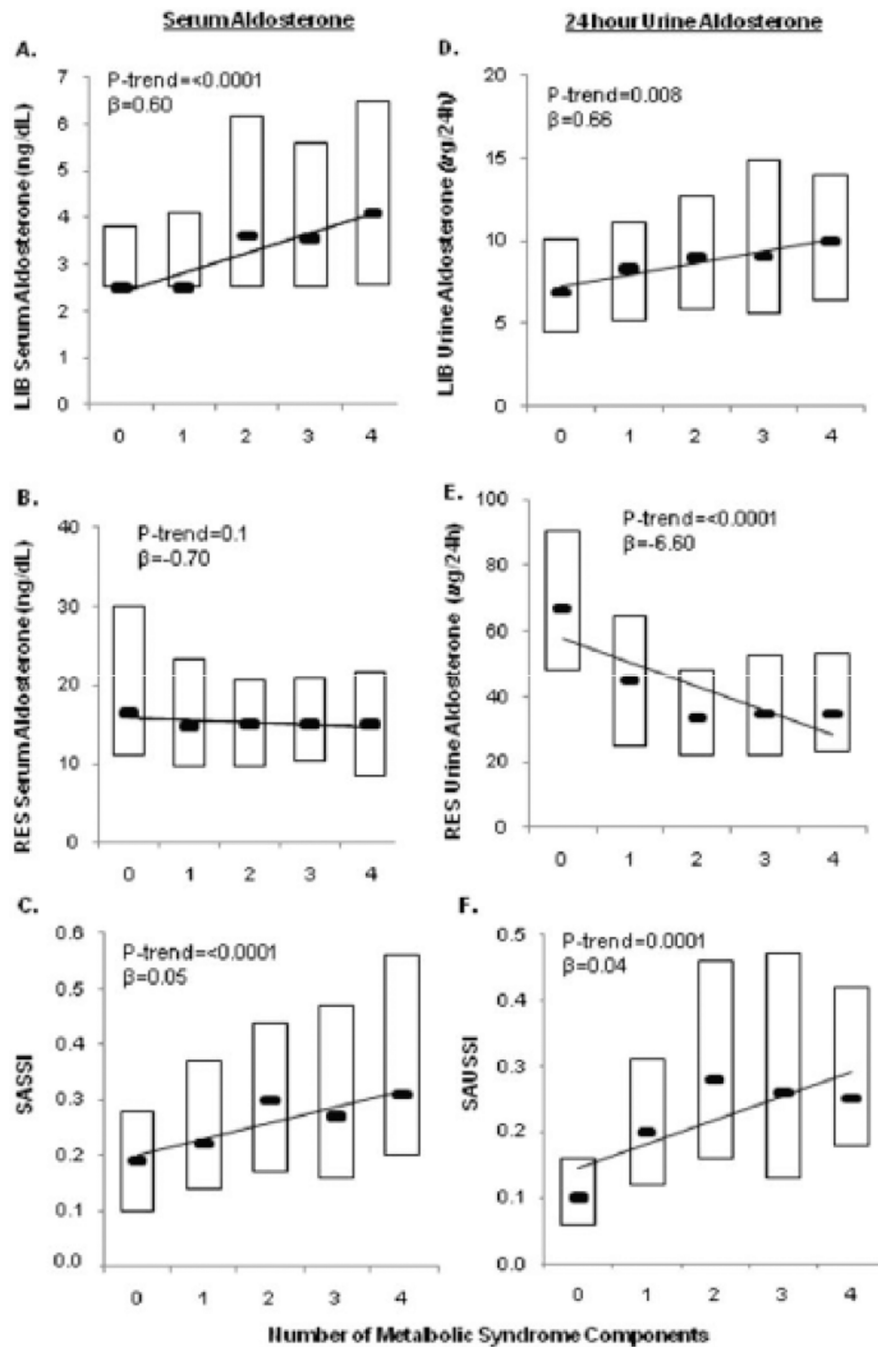 Serum Aldosterone
24 hour Urine Aldosterone
A.
P-trend=<0.0001
β=0.60
LIB Serum Aldosterone (ng/dL)
7
6
5
4
3
2
1
0
0 1 2 3 4
D.
P-trend=0.008
β=0.66
LIB Urine Aldosterone (ug/24h)
20
15
10
5
0
0 1 2 3 4
B.
P-trend=0.1
β=-0.70
RES Serum Aldosterone (ng/dL)
40
30
20
10
0
0 1 2 3 4
E.
P-trend=<0.0001
β=-6.60
RES Urine Aldosterone (ug/24h)
100
80
60
40
20
0
0 1 2 3 4
C.
P-trend=<0.0001
β=0.05
SASSI
0.6
0.5
0.4
0.3
0.2
0.1
0.0
0 1 2 3 4
F.
P-trend=0.0001
β=0.04
SAUSSI
0.5
0.4
0.3
0.2
0.1
0.0
0 1 2 3 4
Number of Metabolic Syndrome Components